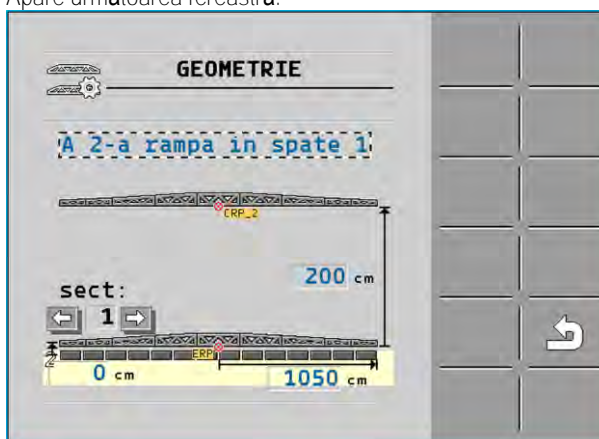 Apare următoarea fereastră:
GEOMETRIE
A 2-a rampa in spate 1
CRP_2
200 cm
sect:
1
ERP
2
0 cm
1050 cm